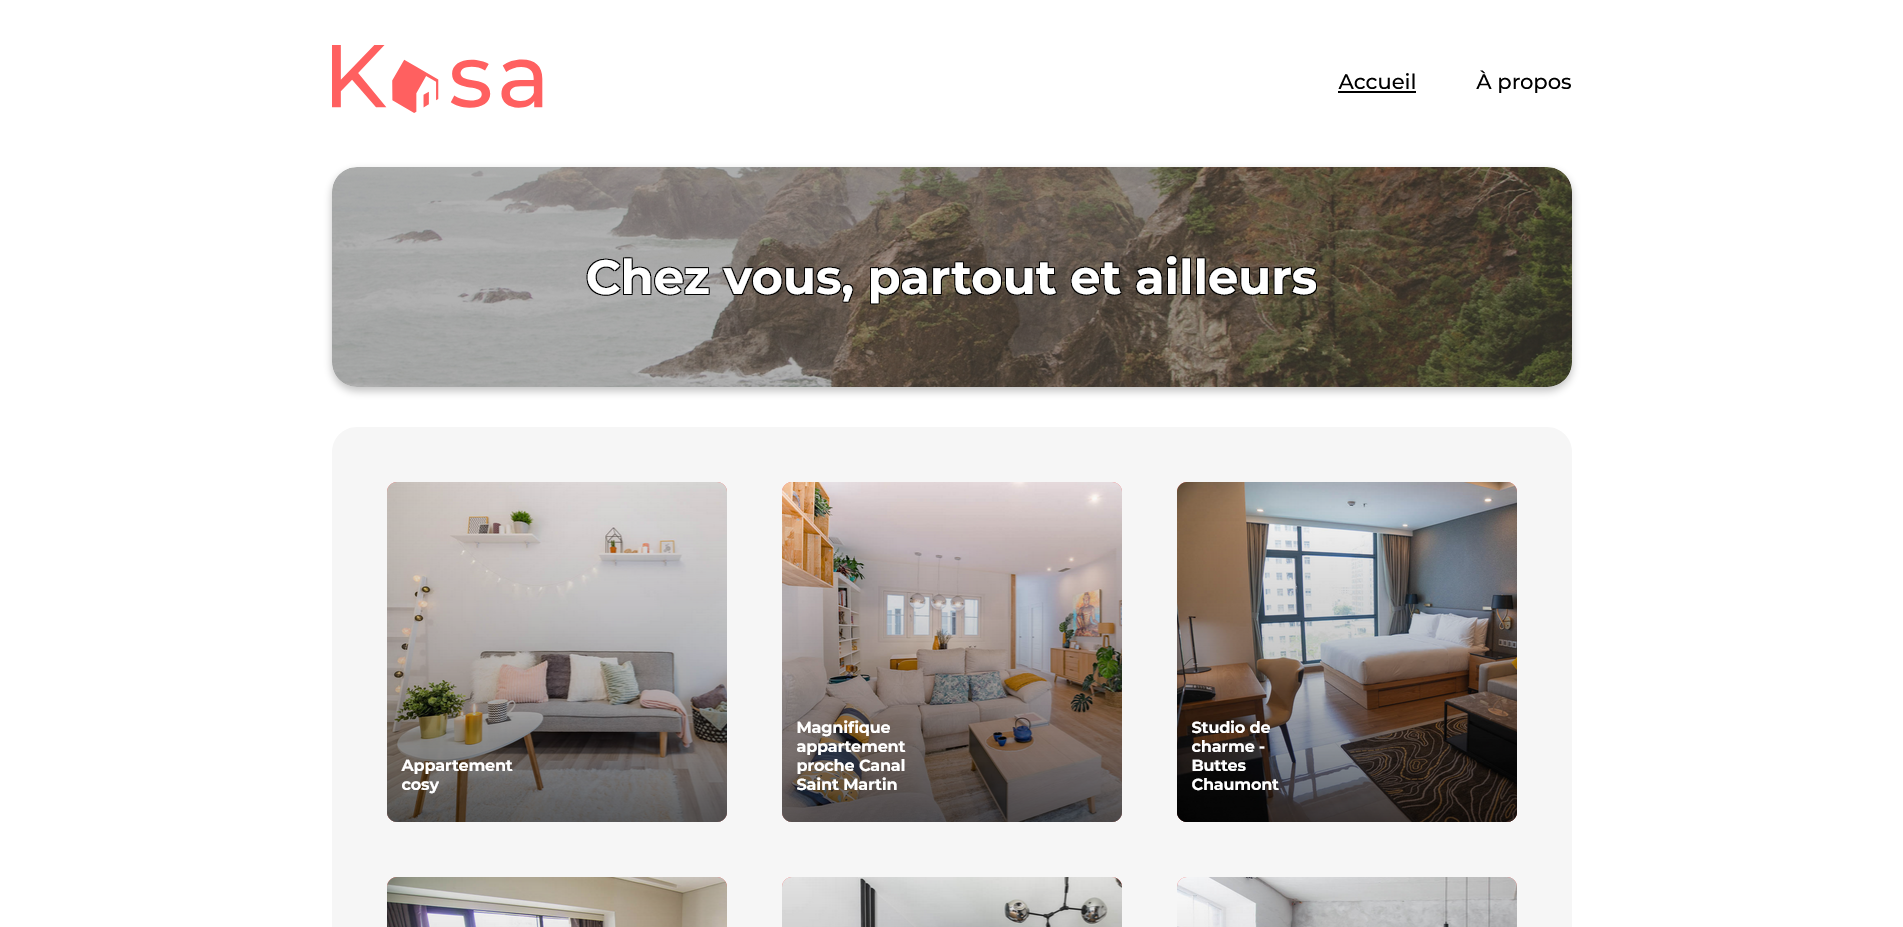 Kasa
Accueil
À propos
Chez vous, partout et ailleurs
Appartement
cosy
Magnifique
appartement
proche Canal
Saint Martin
Studio de
charme -
Buttes
Chaumont